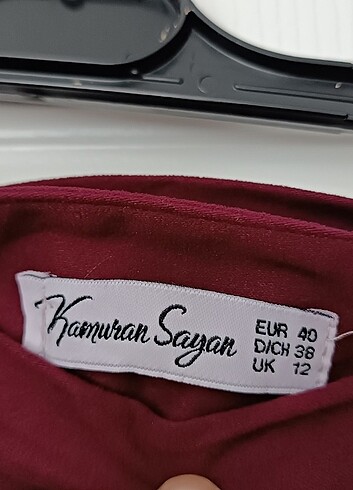 Kamuran Sayan
EUR 40
D/CH 38
UK 12